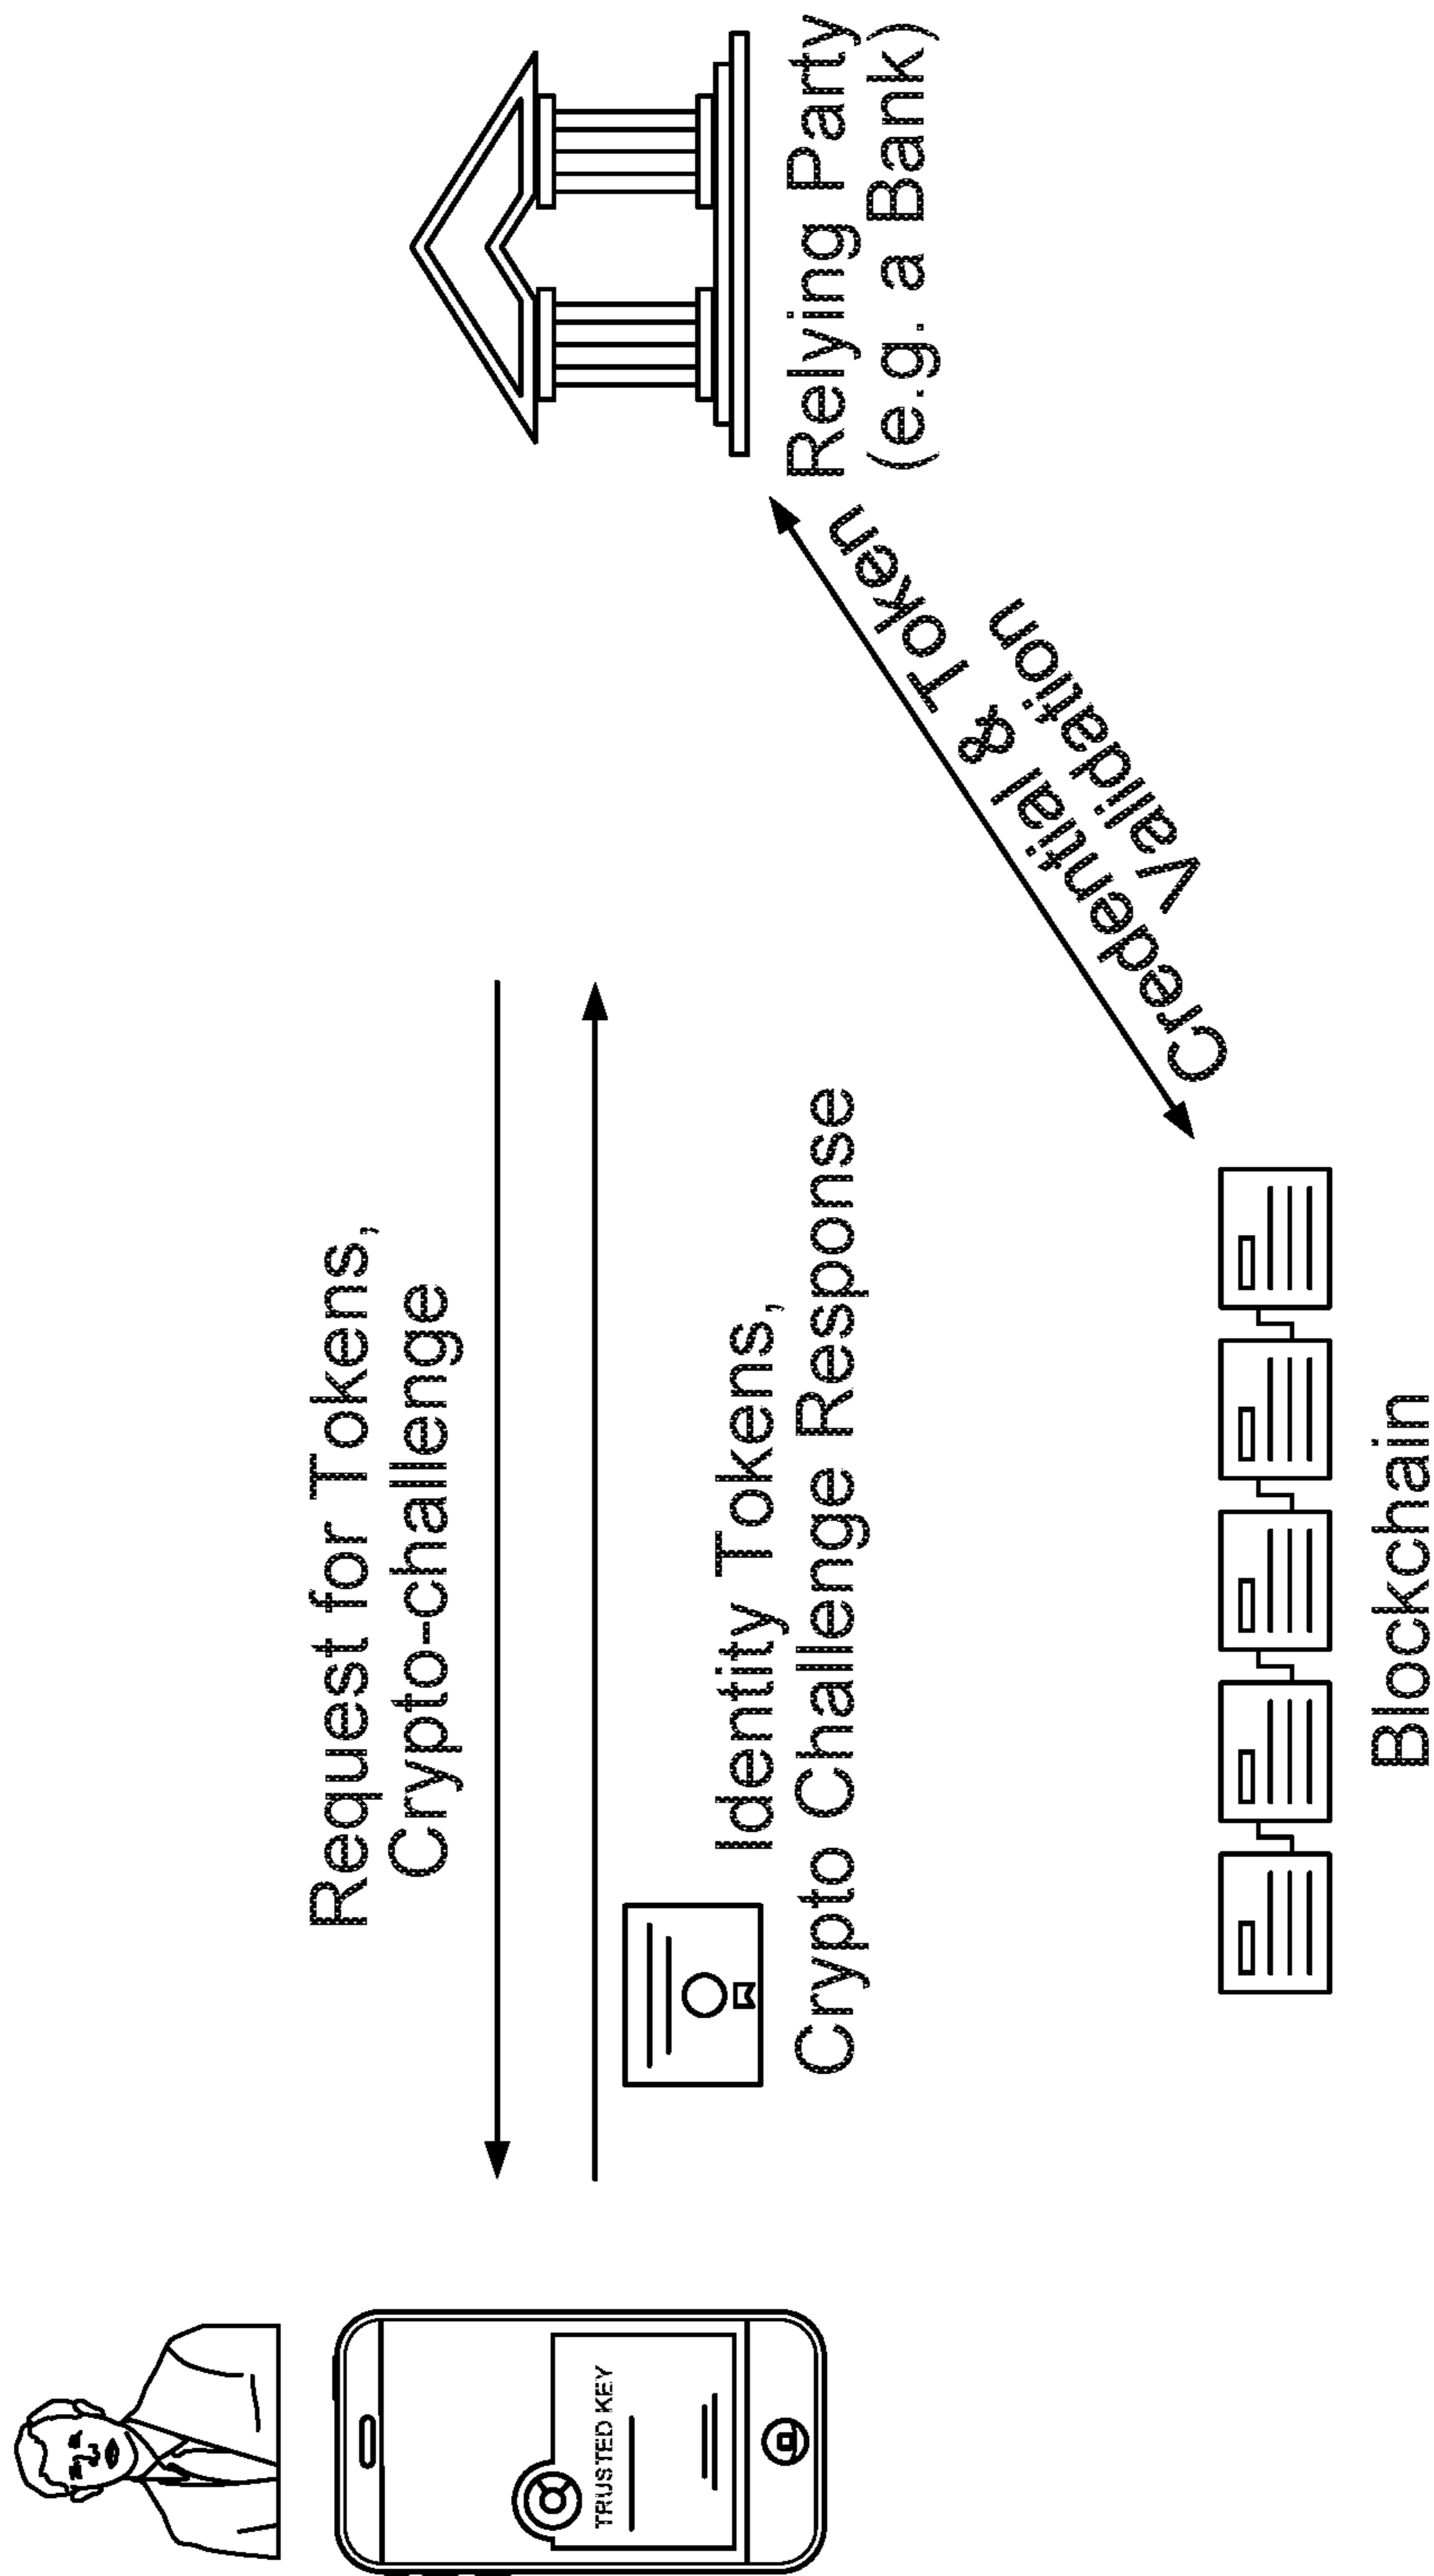 Request for Tokens,
Crypto-challenge
Identity Tokens,
Crypto Challenge Response
TRUSTED KEY
Relying Party
(e.g. a Bank)
Credential & Token
Validation
Blockchain